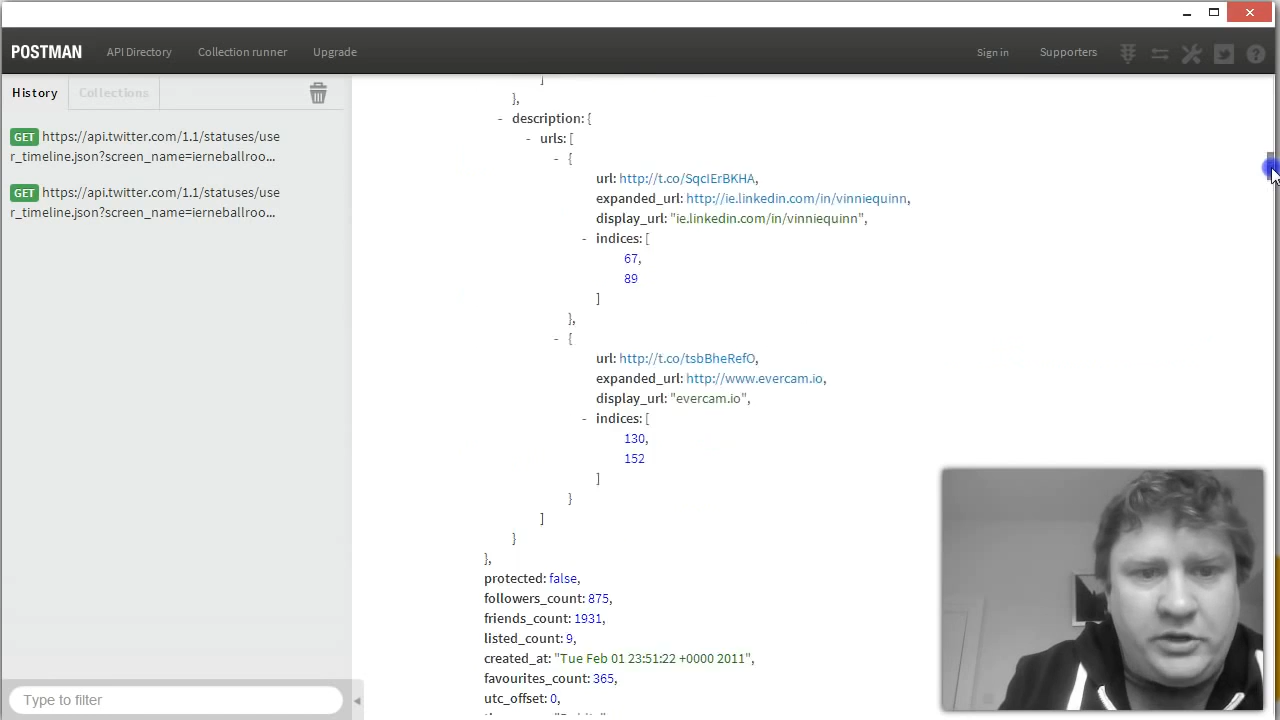 POSTMAN API Directory Collection runner Upgrade Sign in Supporters
History Collections
GET https://api.twitter.com/1.1/statuses/use
r_timeline.json?screen_name=ierneballroo...
GET https://api.twitter.com/1.1/statuses/use
r_timeline.json?screen_name=ierneballroo...
Type to filter
]
},
- description: {
- urls: [
- {
url: http://t.co/SqcIErBKHA,
expanded_url: http://ie.linkedin.com/in/vinniequinn,
display_url: "ie.linkedin.com/in/vinniequinn",
- indices: [
67,
89
]
},
- {
url: http://t.co/tsbBheRefO,
expanded_url: http://www.evercam.io,
display_url: "evercam.io",
- indices: [
130,
152
]
}
]
}
},
protected: false,
followers_count: 875,
friends_count: 1931,
listed_count: 9,
created_at: "Tue Feb 01 23:51:22 +0000 2011",
favourites_count: 365,
utc_offset: 0,